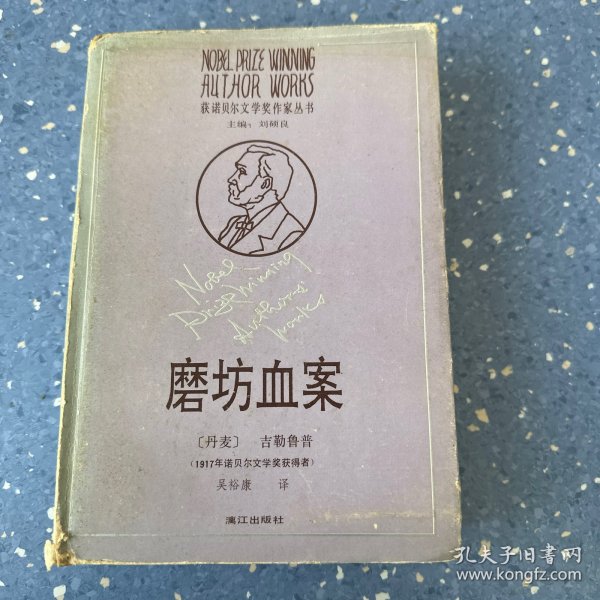 NOBEL PRIZE WINNING
AUTHOR WORKS
获诺贝尔文学奖作家丛书
主编：刘硕良
Nobel
Prize Winning
Authors'
works
磨坊血案
〔丹麦〕 吉勒鲁普
（1917年诺贝尔文学奖获得者）
吴裕康 译
漓江出版社
孔夫子旧书网
www.kongfz.com